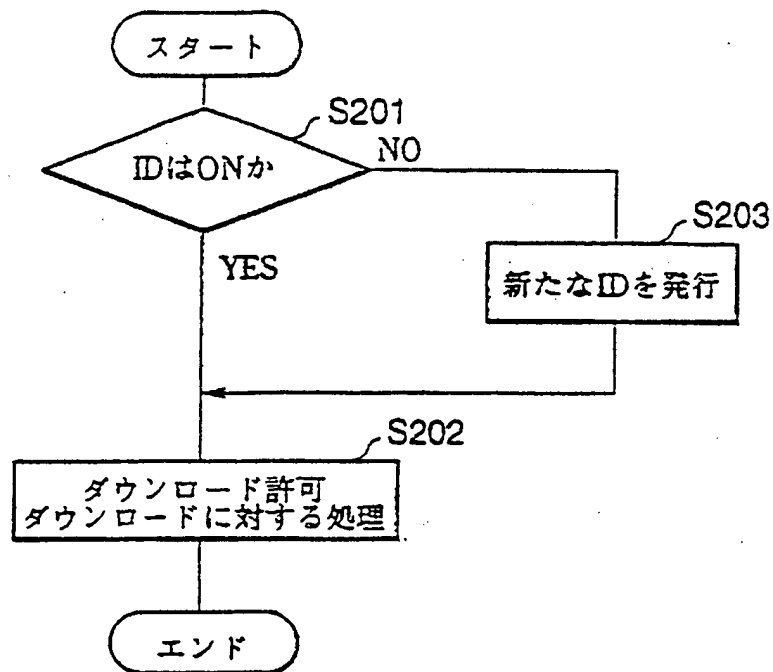 スタート
S201
IDはONか
NO
S203
YES
新たなIDを発行
S202
ダウンロード許可
ダウンロードに対する処理
エンド